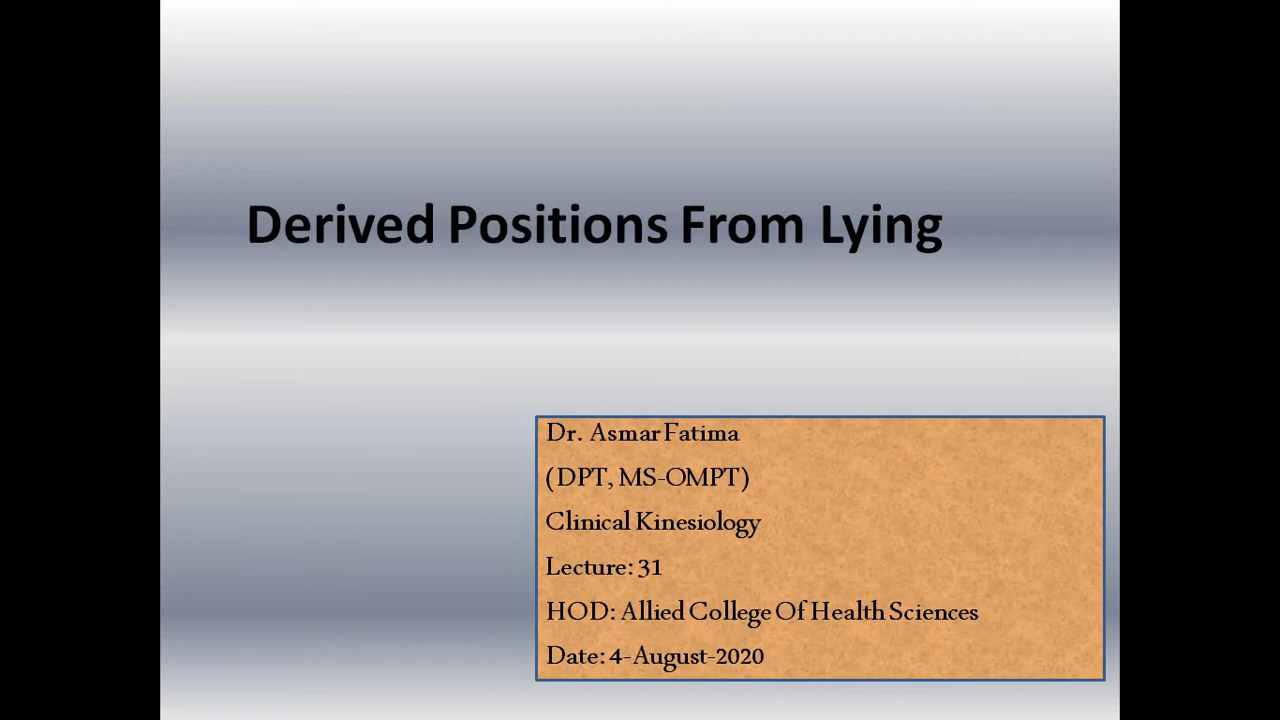 Derived Positions From Lying
Dr. Asmar Fatima
(DPT, MS-OMPT)
Clinical Kinesiology
Lecture: 31
HOD: Allied College Of Health Sciences
Date: 4-August-2020